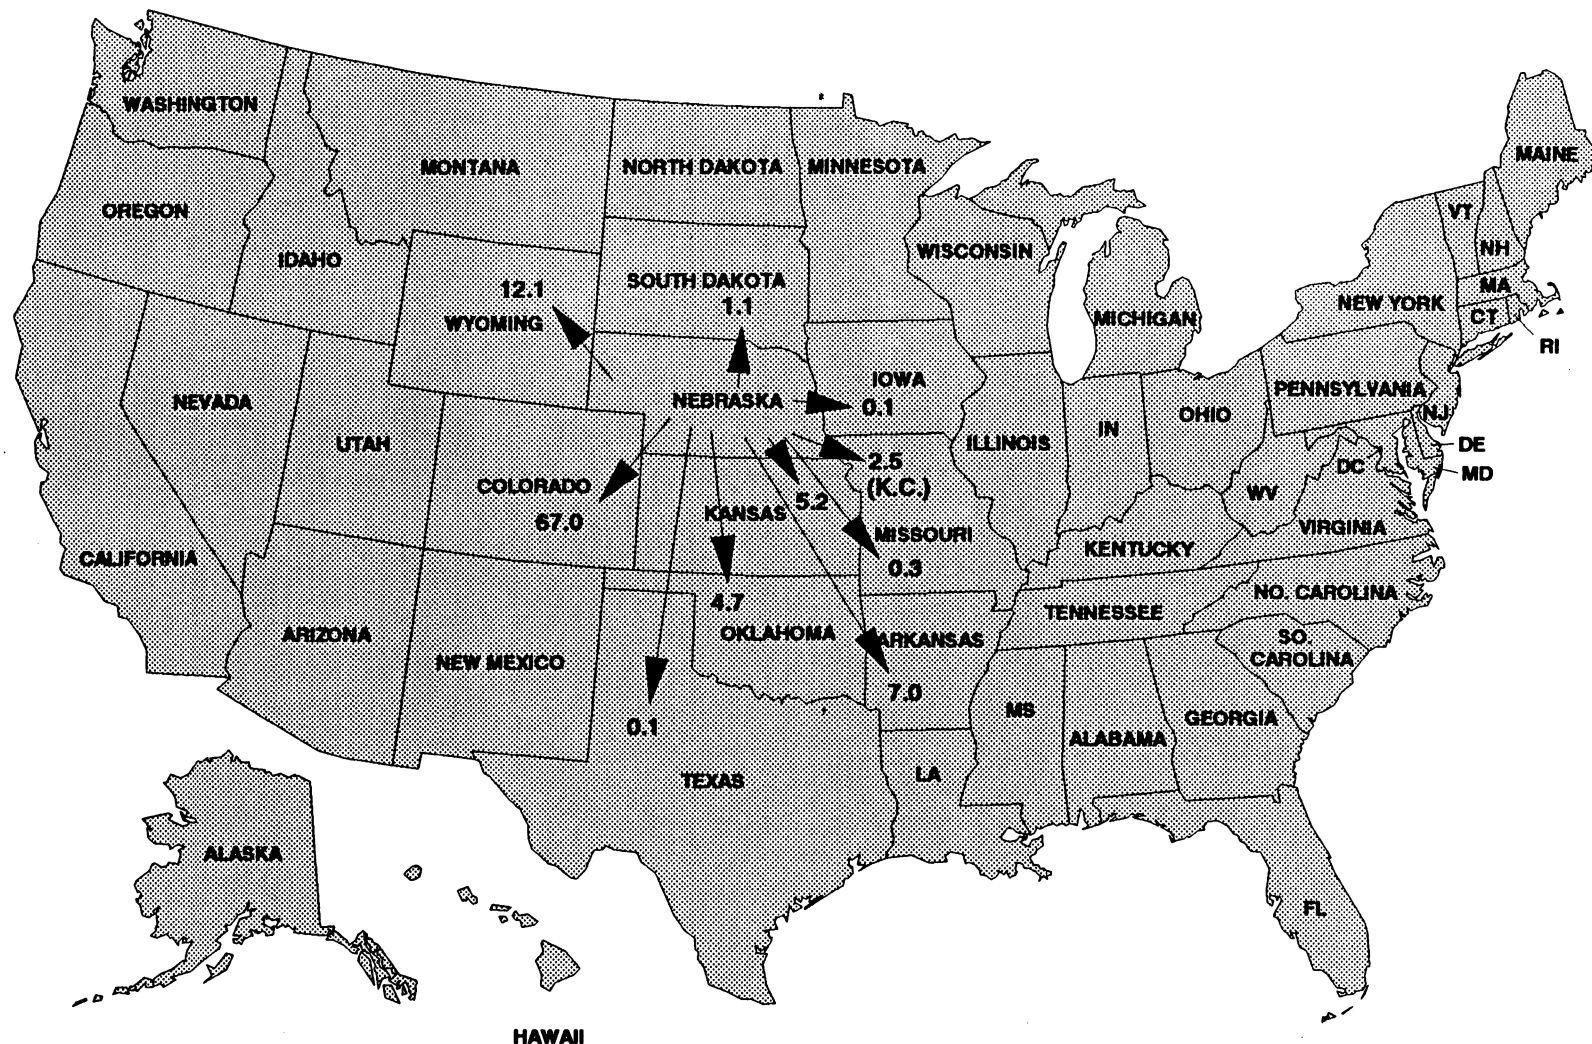 WASHINGTON
MONTANA
NORTH DAKOTA
MINNESOTA
MAINE
OREGON
VT
IDAHO
WISCONSIN
NH
SOUTH DAKOTA
1.1
12.1
WYOMING
MICHIGAN
NEW YORK
MA
CT
RI
IOWA
0.1
NEBRASKA
NEVADA
PENNSYLVANIA
NJ
OHIO
UTAH
ILLINOIS
IN
DE
MD
DC
2.5
(K.C.)
COLORADO
67.0
KANSAS
5.2
WV
VIRGINIA
MISSOURI
0.3
KENTUCKY
CALIFORNIA
4.7
OKLAHOMA
NO. CAROLINA
TENNESSEE
ARIZONA
ARKANSAS
SO.
CAROLINA
NEW MEXICO
7.0
0.1
MS
GEORGIA
ALABAMA
TEXAS
LA
ALASKA
FL
HAWAII